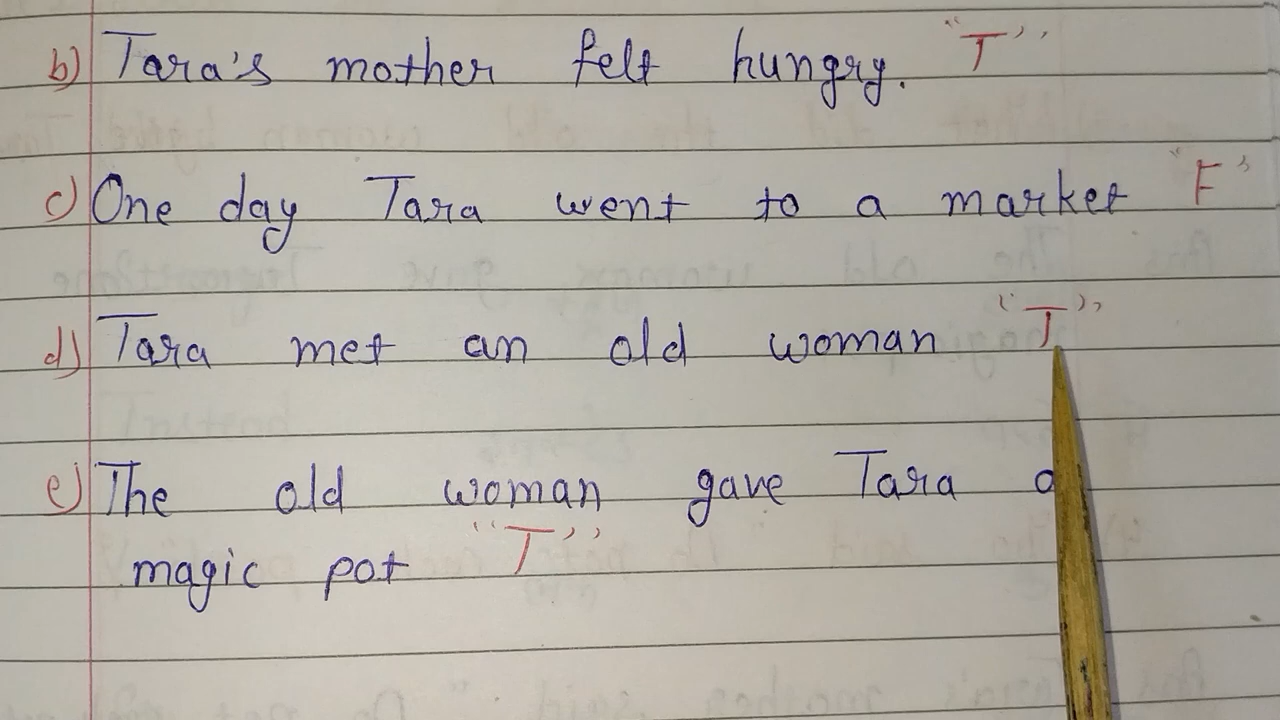 b) Tara's mother felt hungry. "T"
c) One day Tara went to a market "F"
d) Tara met an old woman "T"
e) The old woman gave Tara a
magic pot "T"